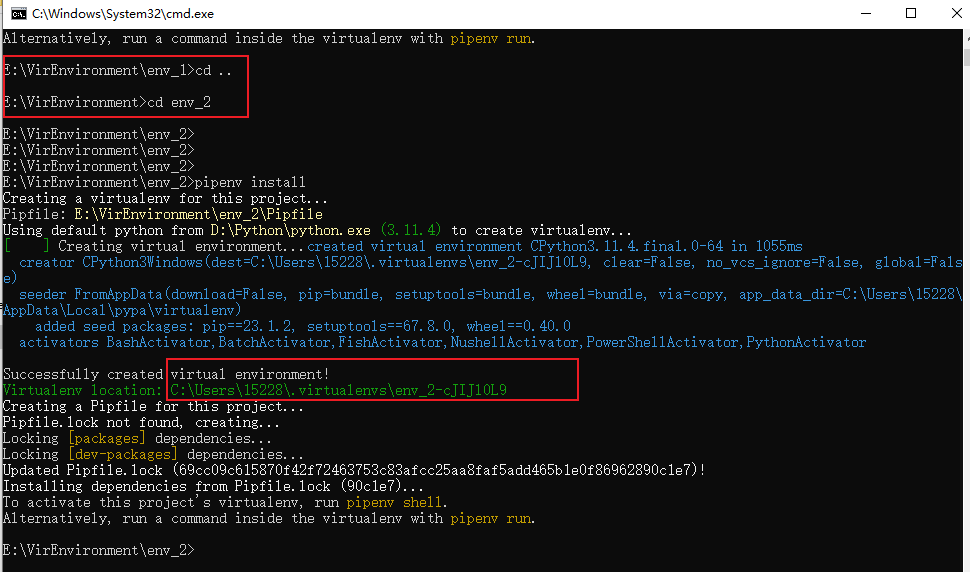 C:\Windows\System32\cmd.exe
Alternatively, run a command inside the virtualenv with pipenv run.
E:\VirEnvironment\env_1>cd ..
E:\VirEnvironment>cd env_2
E:\VirEnvironment\env_2>
E:\VirEnvironment\env_2>
E:\VirEnvironment\env_2>
E:\VirEnvironment\env_2>pipenv install
Creating a virtualenv for this project...
Pipfile: E:\VirEnvironment\env_2\Pipfile
Using default python from D:\Python\python.exe (3.11.4) to create virtualenv...
[    ] Creating virtual environment...created virtual environment CPython3.11.4.final.0-64 in 1055ms
  creator CPython3Windows(dest=C:\Users\15228\.virtualenvs\env_2-cJIJ10L9, clear=False, no_vcs_ignore=False, global=Fals
e)
  seeder FromAppData(download=False, pip=bundle, setuptools=bundle, wheel=bundle, via=copy, app_data_dir=C:\Users\15228\
AppData\Local\pypa\virtualenv)
    added seed packages: pip==23.1.2, setuptools==67.8.0, wheel==0.40.0
  activators BashActivator,BatchActivator,FishActivator,NushellActivator,PowerShellActivator,PythonActivator
Successfully created virtual environment!
Virtualenv location: C:\Users\15228\.virtualenvs\env_2-cJIJ10L9
Creating a Pipfile for this project...
Pipfile.lock not found, creating...
Locking [packages] dependencies...
Locking [dev-packages] dependencies...
Updated Pipfile.lock (69cc09c615870f42f72463753c83afcc25aa8faf5add465b1e0f86962890c1e7)!
Installing dependencies from Pipfile.lock (90c1e7)...
To activate this project's virtualenv, run pipenv shell.
Alternatively, run a command inside the virtualenv with pipenv run.
E:\VirEnvironment\env_2>